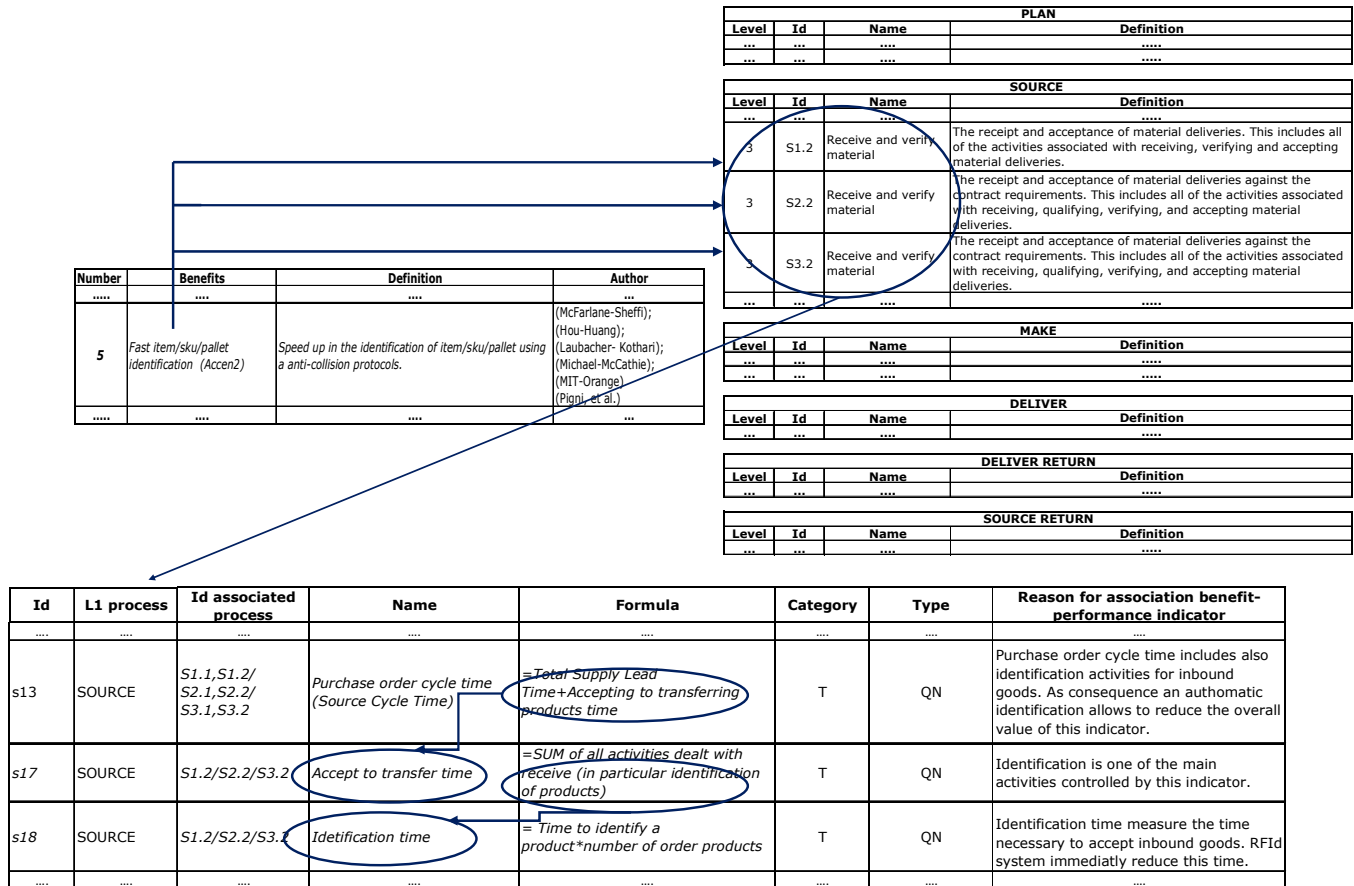 PLAN
Level Id Name Definition
... ... .... .....
... ... .... .....
SOURCE
Level Id Name Definition
... ... .... .....
3 S1.2 Receive and verify material The receipt and acceptance of material deliveries. This includes all
of the activities associated with receiving, verifying and accepting
material deliveries.
3 S2.2 Receive and verify material The receipt and acceptance of material deliveries against the
contract requirements. This includes all of the activities associated
with receiving, qualifying, verifying, and accepting material
deliveries.
3 S3.2 Receive and verify material The receipt and acceptance of material deliveries against the
contract requirements. This includes all of the activities associated
with receiving, qualifying, verifying, and accepting material
deliveries.
... ... .... .....
MAKE
Level Id Name Definition
... ... .... .....
... ... .... .....
DELIVER
Level Id Name Definition
... ... .... .....
DELIVER RETURN
Level Id Name Definition
... ... .... .....
SOURCE RETURN
Level Id Name Definition
... ... .... .....
Number Benefits Definition Author
..... .... .... ...
5
Fast item/sku/pallet
identification (Accen2)
Speed up in the identification of item/sku/pallet using
a anti-collision protocols.
(McFarlane-Sheffi);
(Hou-Huang);
(Laubacher- Kothari);
(Michael-McCathie);
(MIT-Orange)
(Pigni, et al.)
..... .... .... ...
Id L1 process Id associated process Name Formula Category Type Reason for association benefit-performance indicator
.... .... .... .... .... .... .... ....
s13
SOURCE
S1.1,S1.2/
S2.1,S2.2/
S3.1,S3.2
Purchase order cycle time
(Source Cycle Time)
=Total Supply Lead
Time+Accepting to transferring
products time
T
QN
Purchase order cycle time includes also
identification activities for inbound
goods. As consequence an authomatic
identification allows to reduce the overall
value of this indicator.
s17
SOURCE
S1.2/S2.2/S3.2
Accept to transfer time
=SUM of all activities dealt with
receive (in particular identification
of products)
T
QN
Identification is one of the main
activities controlled by this indicator.
s18
SOURCE
S1.2/S2.2/S3.2
Idetification time
= Time to identify a
product*number of order products
T
QN
Identification time measure the time
necessary to accept inbound goods. RFId
system immediatly reduce this time.
.... .... .... .... .... .... .... ....